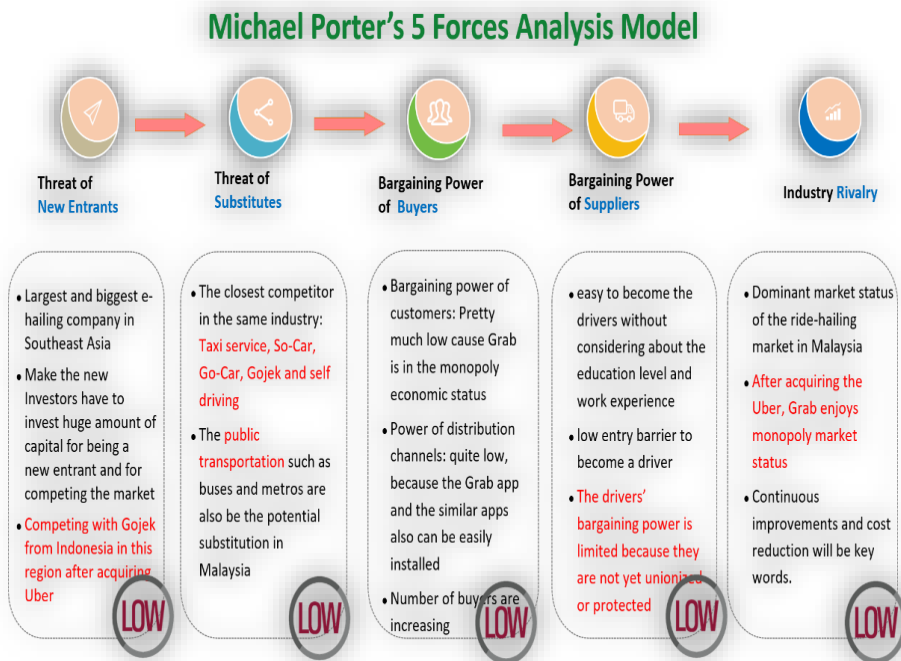 Michael Porter's 5 Forces Analysis Model
Threat of
New Entrants
Threat of
Substitutes
Bargaining Power
of Buyers
Bargaining Power
of Suppliers
Industry Rivalry
• Largest and biggest e-
hailing company in
Southeast Asia
• Make the new
Investors have to
invest huge amount of
capital for being a
new entrant and for
competing the market
• Competing with Gojek
from Indonesia in this
region after acquiring
Uber
LOW
• The closest competitor
in the same industry:
Taxi service, So-Car,
Go-Car, Gojek and self
driving
• The public
transportation such as
buses and metros are
also be the potential
substitution in
Malaysia
LOW
• Bargaining power of
customers: Pretty
much low cause Grab
is in the monopoly
economic status
• Power of distribution
channels: quite low,
because the Grab app
and the similar apps
also can be easily
installed
• Number of buyers are
increasing
LOW
• easy to become the
drivers without
considering about the
education level and
work experience
• low entry barrier to
become a driver
• The drivers'
bargaining power is
limited because they
are not yet unionized
or protected
LOW
• Dominant market status
of the ride-hailing
market in Malaysia
• After acquiring the
Uber, Grab enjoys
monopoly market
status
• Continuous
improvements and cost
reduction will be key
words.
LOW